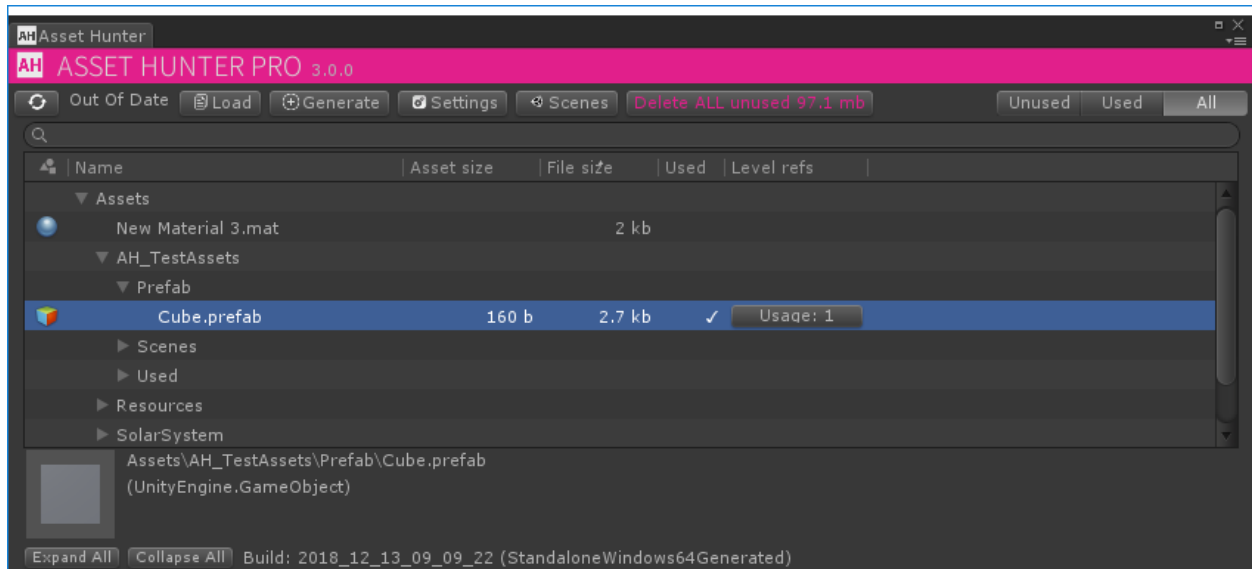 AH Asset Hunter
AH ASSET HUNTER PRO 3.0.0
Out Of Date Load Generate Settings Scenes Delete ALL unused 97.1 mb Unused Used All
Name Asset size File size Used Level refs
Assets
New Material 3.mat 2 kb
AH_TestAssets
Prefab
Cube.prefab 160 b 2.7 kb ✓ Usage: 1
Scenes
Used
Resources
SolarSystem
Assets\AH_TestAssets\Prefab\Cube.prefab
(UnityEngine.GameObject)
Expand All Collapse All Build: 2018_12_13_09_09_22 (StandaloneWindows64Generated)